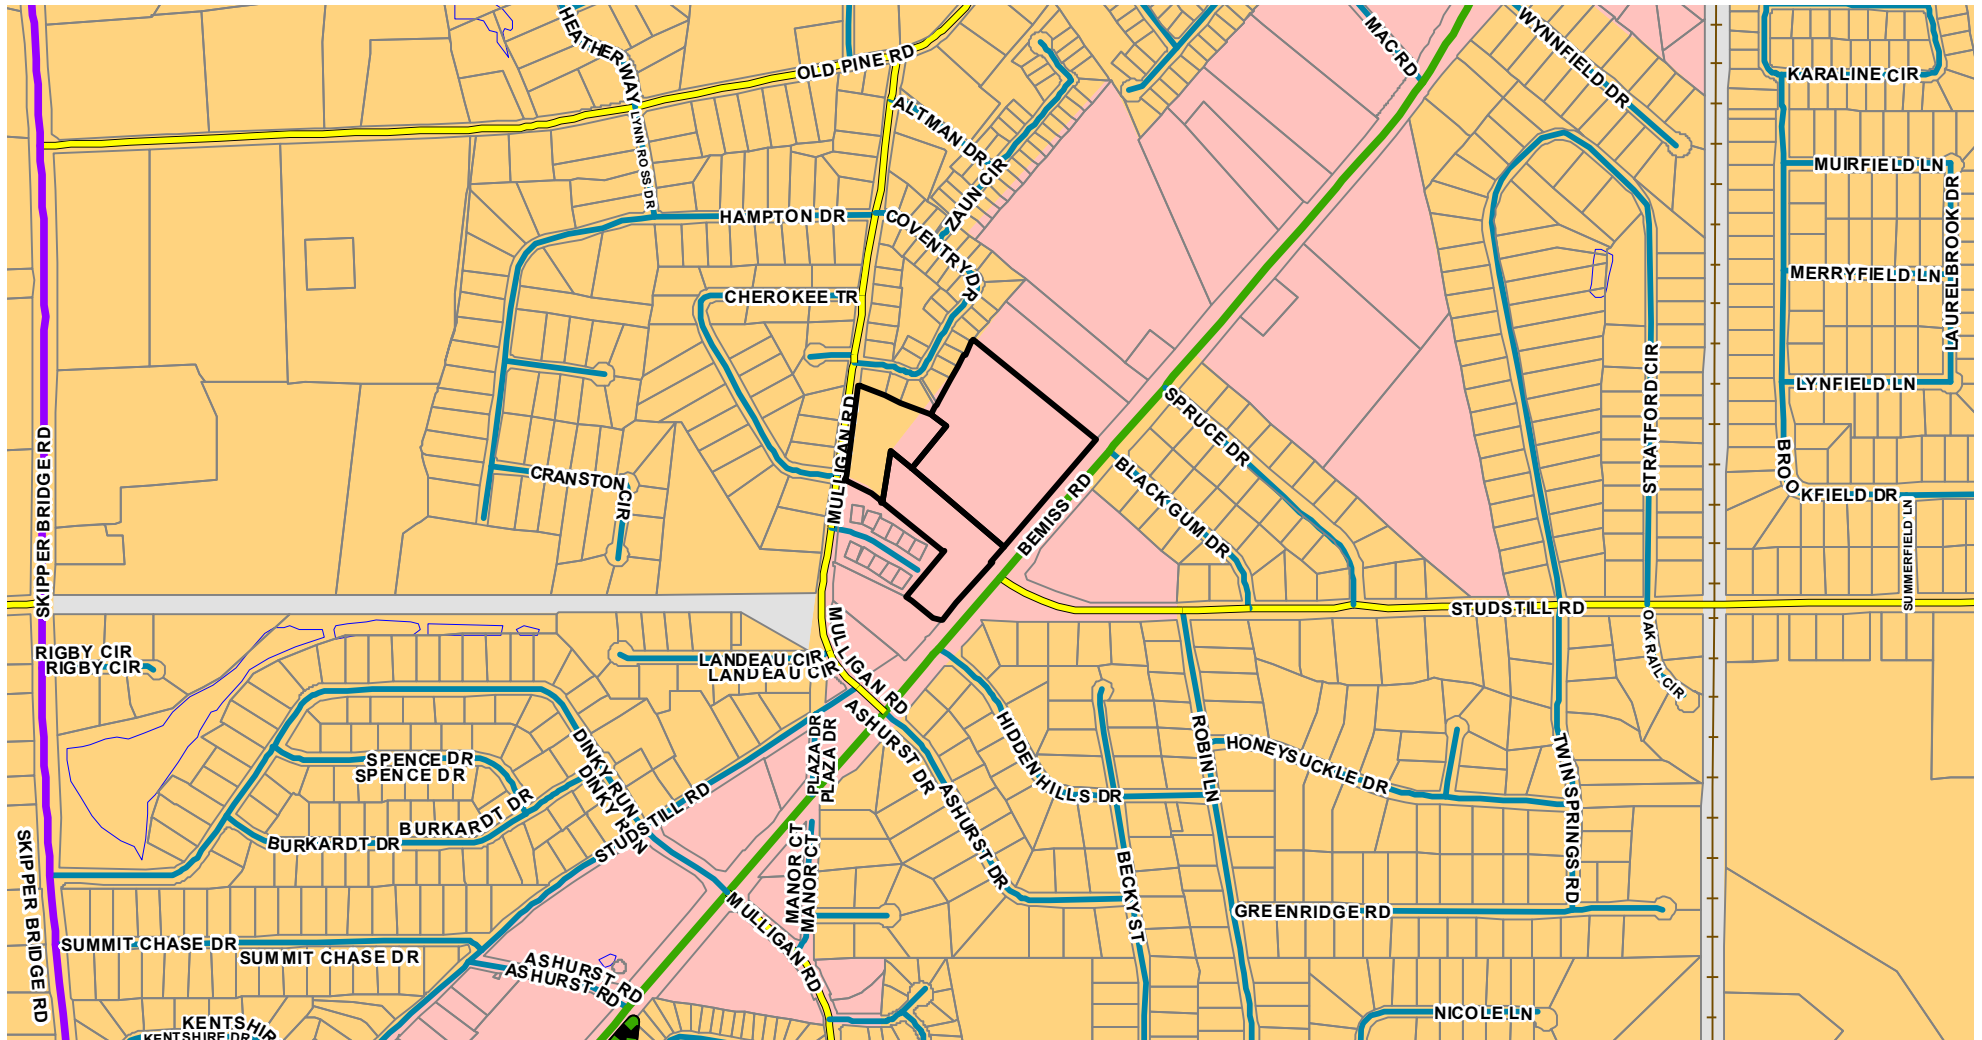 HEATHER WAY
OLD PINE RD
MAC RD
WYNNFIELD DR
KARALINE CIR
LYNN ROSS DR
ALTMAN DR
ZAUN CIR
MUIRFIELD LN
LAURELBROOK DR
HAMPTON DR
COVENTRY DR
MERRYFIELD LN
CHEROKEE TR
STRATFORD CIR
LYNFIELD LN
SPRUCE DR
MULLIGAN RD
SKIPPER BRIDGE RD
CRANSTON CIR
BLACKGUM DR
BEMISS RD
BROOKFIELD DR
SUMMERFIELD LN
STUDSTILL RD
RIGBY CIR
RIGBY CIR
LANDEAU CIR
LANDEAU CIR
MULLIGAN RD
OAKRAIL CIR
ASHURST DR
PLAZA DR
PLAZA DR
HIDDEN HILLS DR
ROBIN LN
HONEYSUCKLE DR
TWIN SPRINGS RD
SPENCE DR
SPENCE DR
DINKY RUN
DINKY RUN
BURKARDT DR
BURKARDT DR
STUDSTILL RD
ASHURST DR
MANOR CT
MANOR CT
BECKY ST
SKIPPER BRIDGE RD
MULLIGAN RD
GREENRIDGE RD
SUMMIT CHASE DR
SUMMIT CHASE DR
ASHURST RD
ASHURST RD
NICOLE LN
KENTSHIR
KENTSHIRE DR